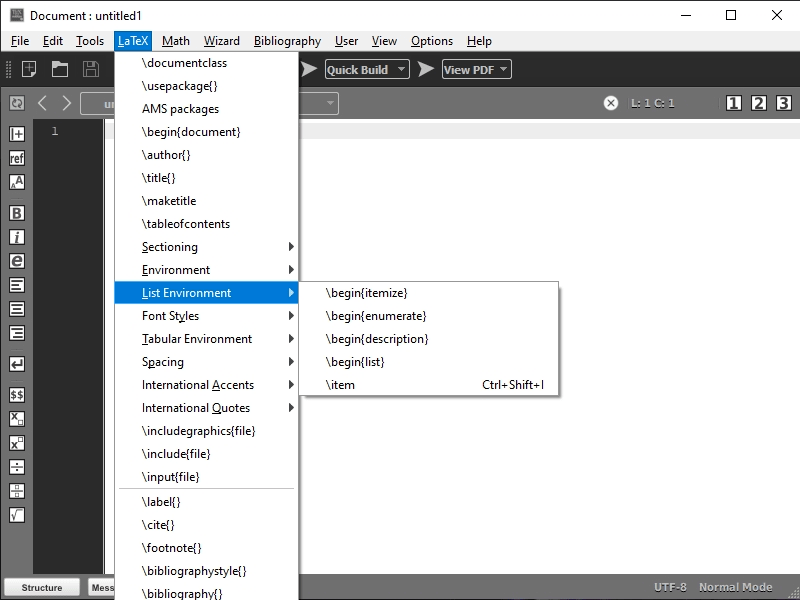 Document : untitled1
File Edit Tools LaTeX Math Wizard Bibliography User View Options Help
Quick Build View PDF
L: 1 C: 1 1 2 3
1
\documentclass
\usepackage{}
AMS packages
\begin{document}
\author{}
\title{}
\maketitle
\tableofcontents
Sectioning
Environment
List Environment
Font Styles
Tabular Environment
Spacing
International Accents
International Quotes
\includegraphics{file}
\include{file}
\input{file}
\label{}
\cite{}
\footnote{}
\bibliographystyle{}
\bibliography{}
\begin{itemize}
\begin{enumerate}
\begin{description}
\begin{list}
\item Ctrl+Shift+I
ref
A A
B
i
e
$$
Structure
UTF-8 Normal Mode